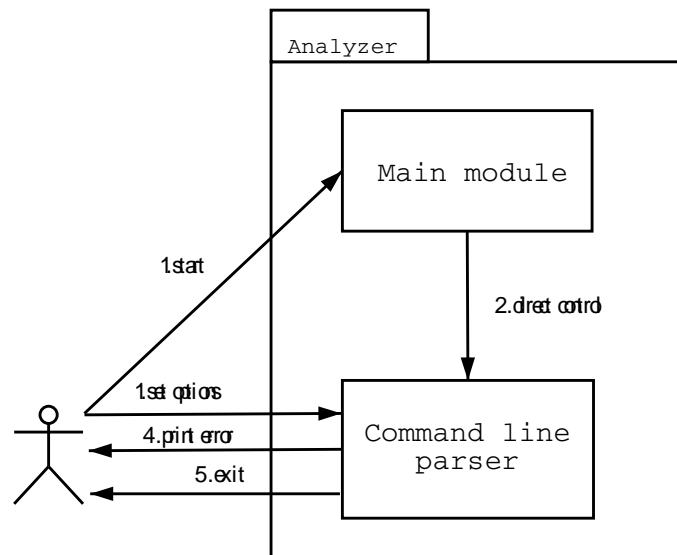 Analyzer
Main module
1.start
2.direct control
1.set options
4.print error
Command line
parser
5.exit